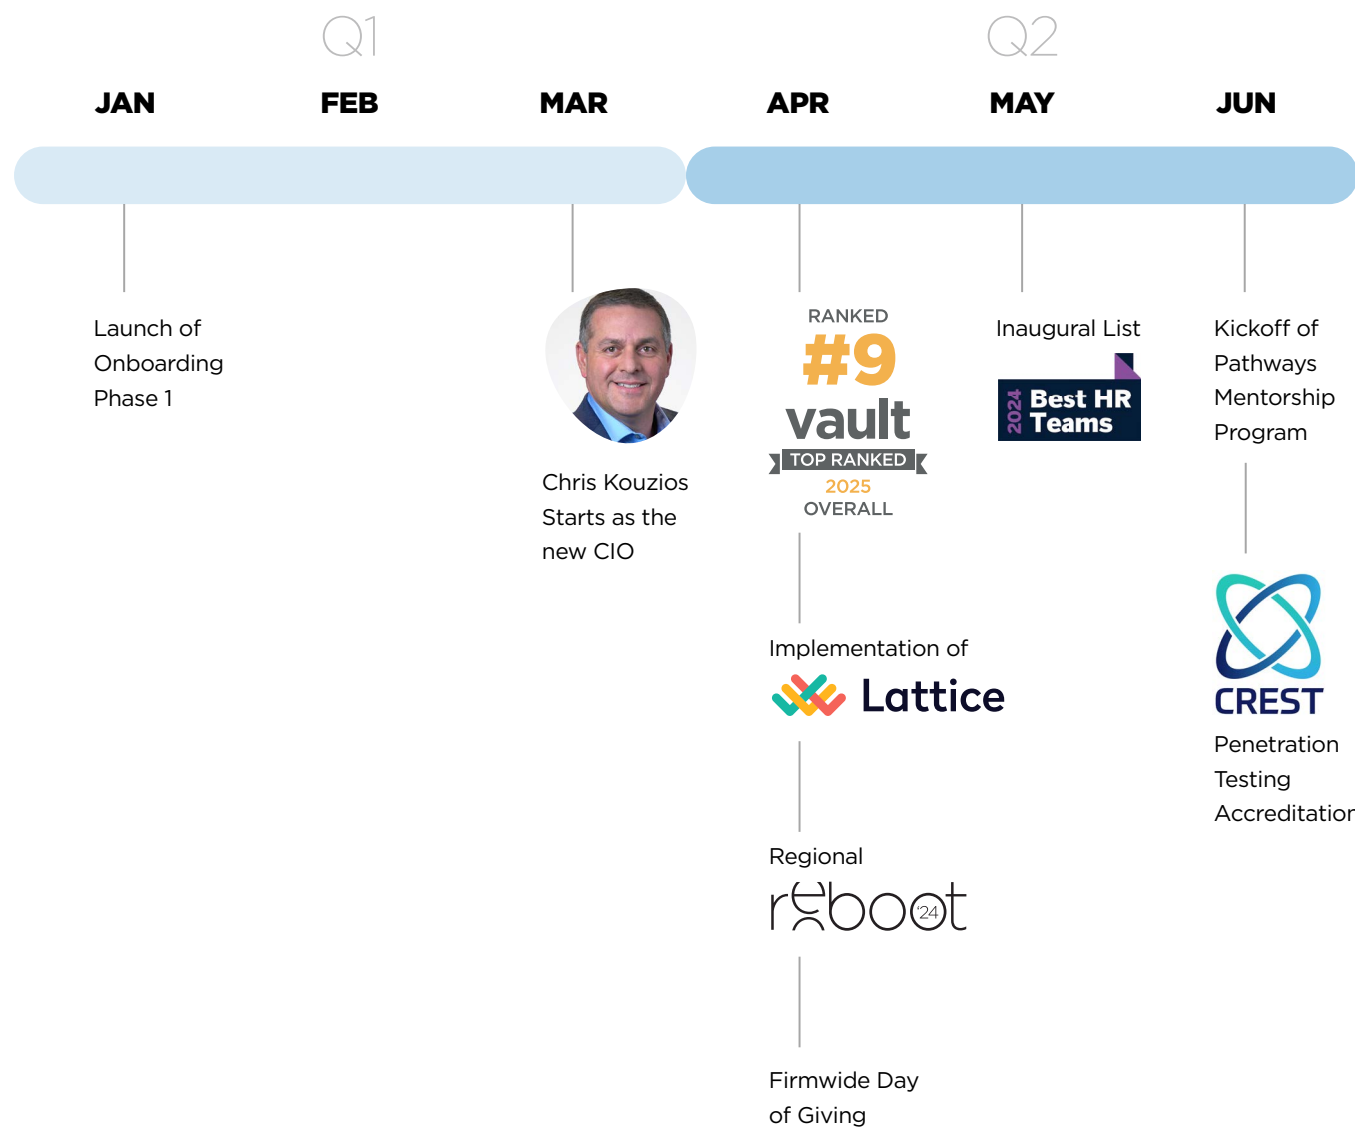 Q1
Q2
JAN
FEB
MAR
APR
MAY
JUN
Launch of
Onboarding
Phase 1
Chris Kouzios
Starts as the
new CIO
RANKED
#9
vault
TOP RANKED
2025
OVERALL
Implementation of
Lattice
Regional
reboot
'24
Firmwide Day
of Giving
Inaugural List
2024
Best HR
Teams
Kickoff of
Pathways
Mentorship
Program
CREST
Penetration
Testing
Accreditation